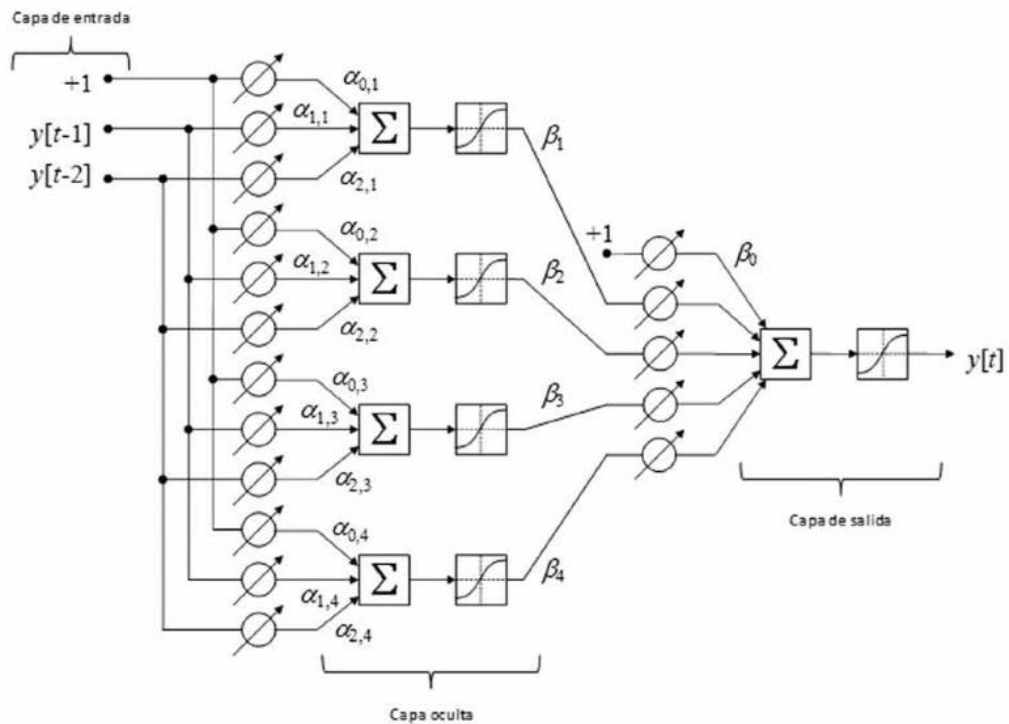 Capa de entrada
+1
y[t-1]
y[t-2]
α0,1
α1,1
α2,1
Σ
β1
α0,2
α1,2
α2,2
Σ
β2
+1
β0
Σ
y[t]
α0,3
α1,3
α2,3
Σ
β3
α0,4
α1,4
α2,4
Σ
β4
Capa de salida
Capa oculta